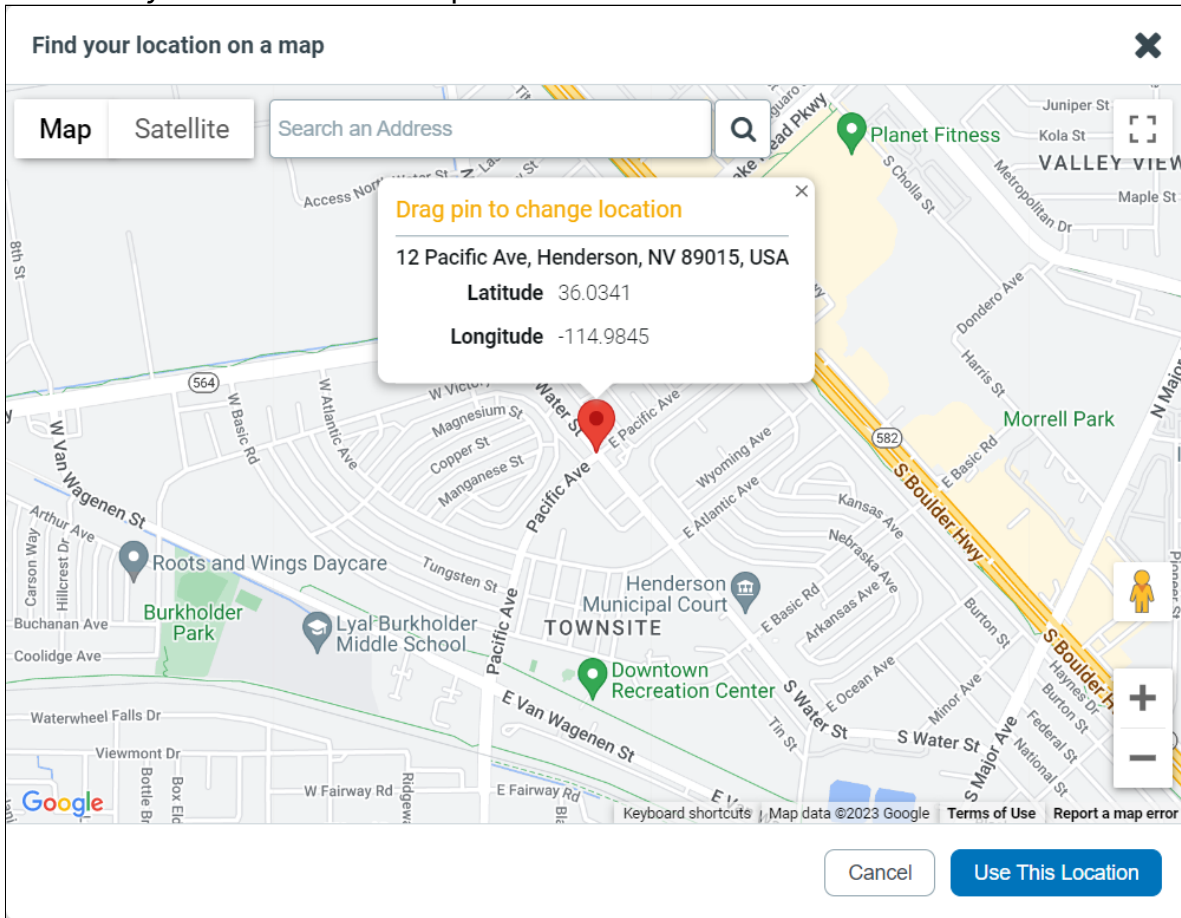 Find your location on a map
Map
Satellite
Search an Address
Juniper St
Planet Fitness
Kola St
VALLEY VIEW
S Cholla St
Metropolitan Dr
Maple St
8th St
Drag pin to change location
12 Pacific Ave, Henderson, NV 89015, USA
Latitude 36.0341
Longitude -114.9845
Dondero Ave
Harris St
564
W Basic Rd
W Atlantic Ave
Magnesium St
Copper St
Manganese St
Water St
E Pacific Ave
Pacific Ave
Wyoming Ave
E Atlantic Ave
582
S Boulder Hwy
E Basic Rd
Morrell Park
W Van Wagenen St
Arthur Ave
Carson Way
Hillcrest Dr
Roots and Wings Daycare
Tungsten St
Kansas Ave
Nebraska Ave
Henderson
Municipal Court
Arkansas Ave
E Basic Rd
Burton St
Buchanan Ave
Burkholder
Park
Lyal Burkholder
Middle School
Pacific Ave
TOWNSITE
Coolidge Ave
Downtown
Recreation Center
E Ocean Ave
Minor Ave
S Boulder
Haynes Dr
Burton St
Federal St
National St
E Van Wagenen St
S Water St
Tin St
S Water St
S Major Ave
Waterwheel Falls Dr
Viewmont Dr
W Fairway Rd
E Fairway Rd
Google
Keyboard shortcuts
Map data ©2023 Google
Terms of Use
Report a map error
Cancel
Use This Location